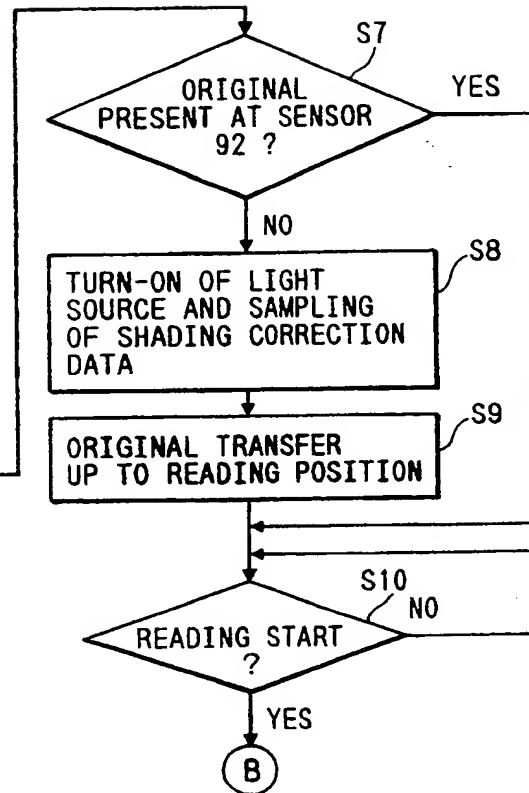 S7
ORIGINAL
PRESENT AT SENSOR
92 ?
YES
NO
S8
TURN-ON OF LIGHT
SOURCE AND SAMPLING
OF SHADING CORRECTION
DATA
S9
ORIGINAL TRANSFER
UP TO READING POSITION
S10
NO
READING START
?
YES
B